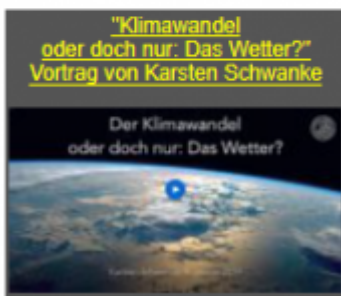 "Klimawandel
oder doch nur: Das Wetter?"
Vortrag von Karsten Schwanke
Der Klimawandel
oder doch nur: Das Wetter?